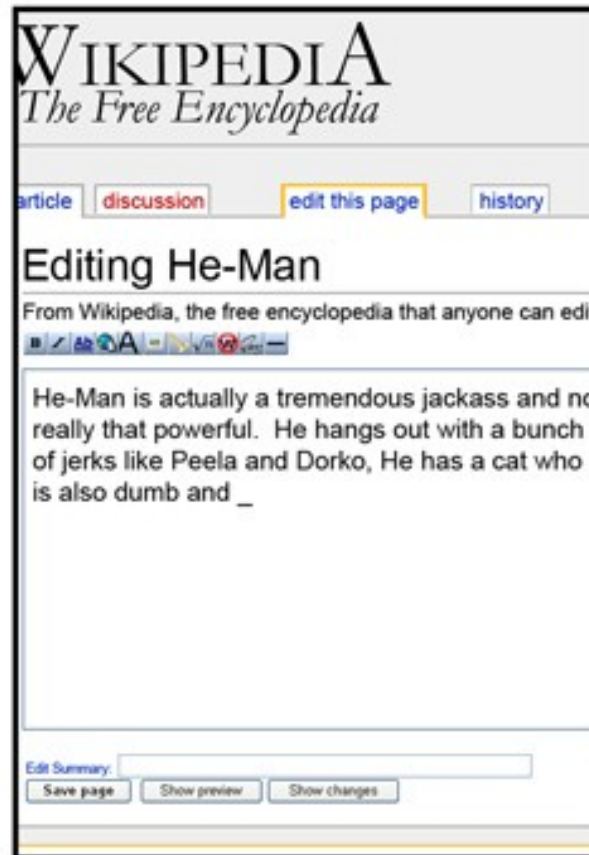 WIKIPEDIA
The Free Encyclopedia
article discussion edit this page history
Editing He-Man
From Wikipedia, the free encyclopedia that anyone can edi
He-Man is actually a tremendous jackass and no
really that powerful. He hangs out with a bunch
of jerks like Peela and Dorko, He has a cat who
is also dumb and _
Edit Summary:
Save page Show preview Show changes